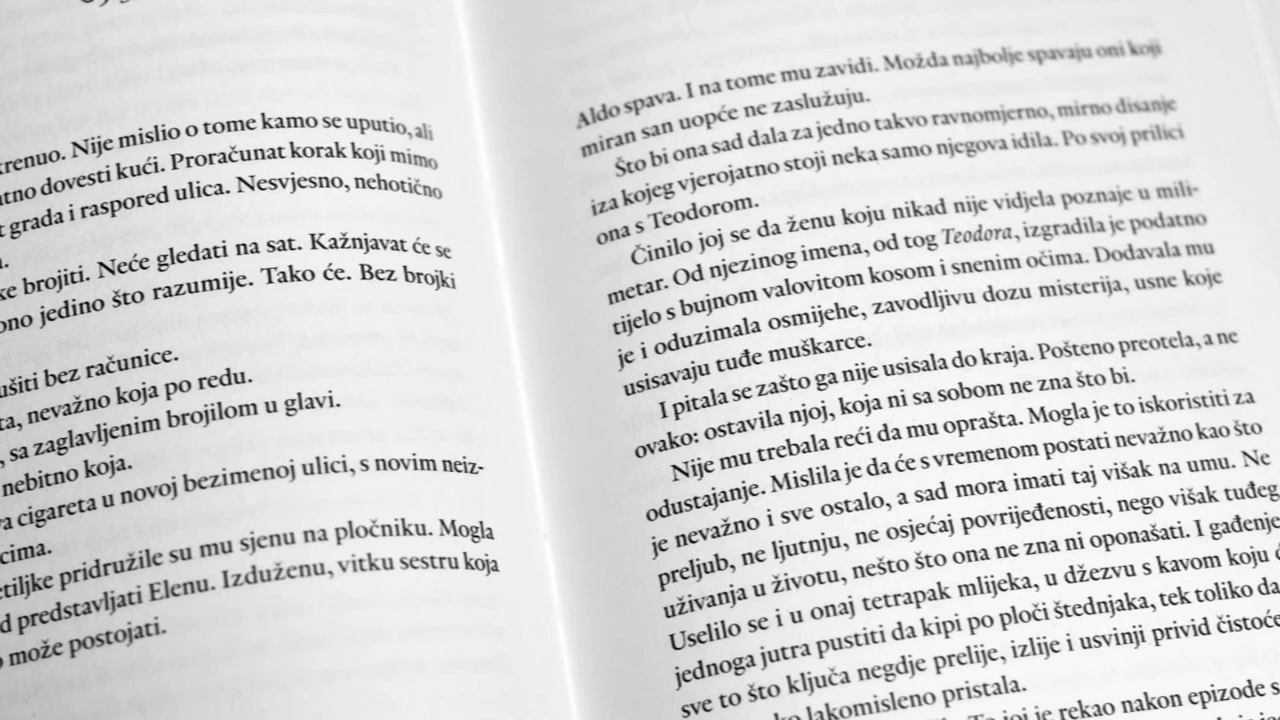 Nije mislio o tome kamo se uputio, ali
dovesti kući. Proračunat korak koji mimo
grada i raspored ulica. Nesvjesno, nehotično
brojiti. Neće gledati na sat. Kažnjavat će se
ono jedino što razumije. Tako će. Bez brojki
bez računice.
nevažno koja po redu.
, sa zaglavljenim brojilom u glavi.
nebitno koja.
cigareta u novoj bezimenoj ulici, s novim neiz-
cima.
pridružile su mu sjenu na pločniku. Mogla
predstavljati Elenu. Izduženu, vitku sestru koja
može postojati.
Aldo spava. I na tome mu zavidi. Možda najbolje spavaju oni koji
miran san uopće ne zaslužuju.
Što bi ona sad dala za jedno takvo ravnomjerno, mirno disanje
iza kojeg vjerojatno stoji neka samo njegova idila. Po svoj prilici
ona s Teodorom.
Činilo joj se da ženu koju nikad nije vidjela poznaje u mili-
metar. Od njezinog imena, od tog Teodora, izgradila je podatno
tijelo s bujnom valovitom kosom i snenim očima. Dodavala mu
je i oduzimala osmijehe, zavodljivu dozu misterija, usne koje
usisavaju tuđe muškarce.
I pitala se zašto ga nije usisala do kraja. Pošteno preotela, a ne
ovako: ostavila njoj, koja ni sa sobom ne zna što bi.
Nije mu trebala reći da mu oprašta. Mogla je to iskoristiti za
odustajanje. Mislila je da će s vremenom postati nevažno kao što
je nevažno i sve ostalo, a sad mora imati taj višak na umu. Ne
preljub, ne ljutnju, ne osjećaj povrijeđenosti, nego višak tuđeg
uživanja u životu, nešto što ona ne zna ni oponašati. I gađenje
Uselilo se i u onaj tetrapak mlijeka, u džezvu s kavom koju
jednoga jutra pustiti da kipi po ploči štednjaka, tek toliko da
sve to što ključa negdje prelije, izlije i usvinji privid čistoće
lakomisleno pristala.
joj je rekao nakon epizode s